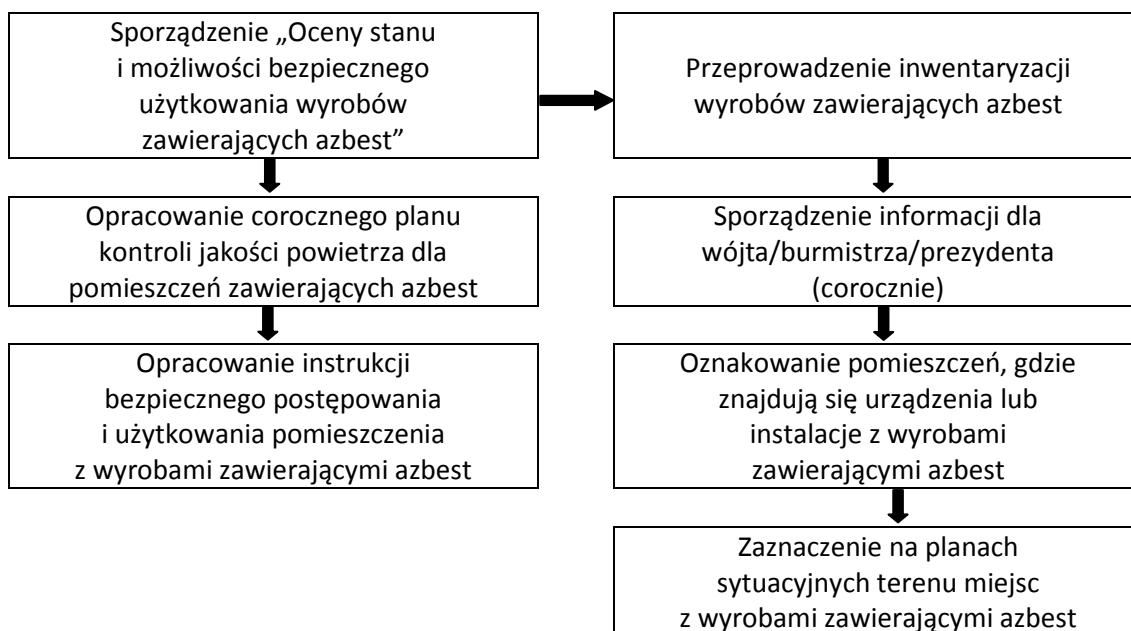 Sporządzenie „Oceny stanu
i możliwości bezpiecznego
użytkowania wyrobów
zawierających azbest”
Przeprowadzenie inwentaryzacji
wyrobów zawierających azbest
Opracowanie corocznego planu
kontroli jakości powietrza dla
pomieszczeń zawierających azbest
Sporządzenie informacji dla
wójta/burmistrza/prezydenta
(corocznie)
Opracowanie instrukcji
bezpiecznego postępowania
i użytkowania pomieszczenia
z wyrobami zawierającymi azbest
Oznakowanie pomieszczeń, gdzie
znajdują się urządzenia lub
instalacje z wyrobami
zawierającymi azbest
Zaznaczenie na planach
sytuacyjnych terenu miejsc
z wyrobami zawierającymi azbest